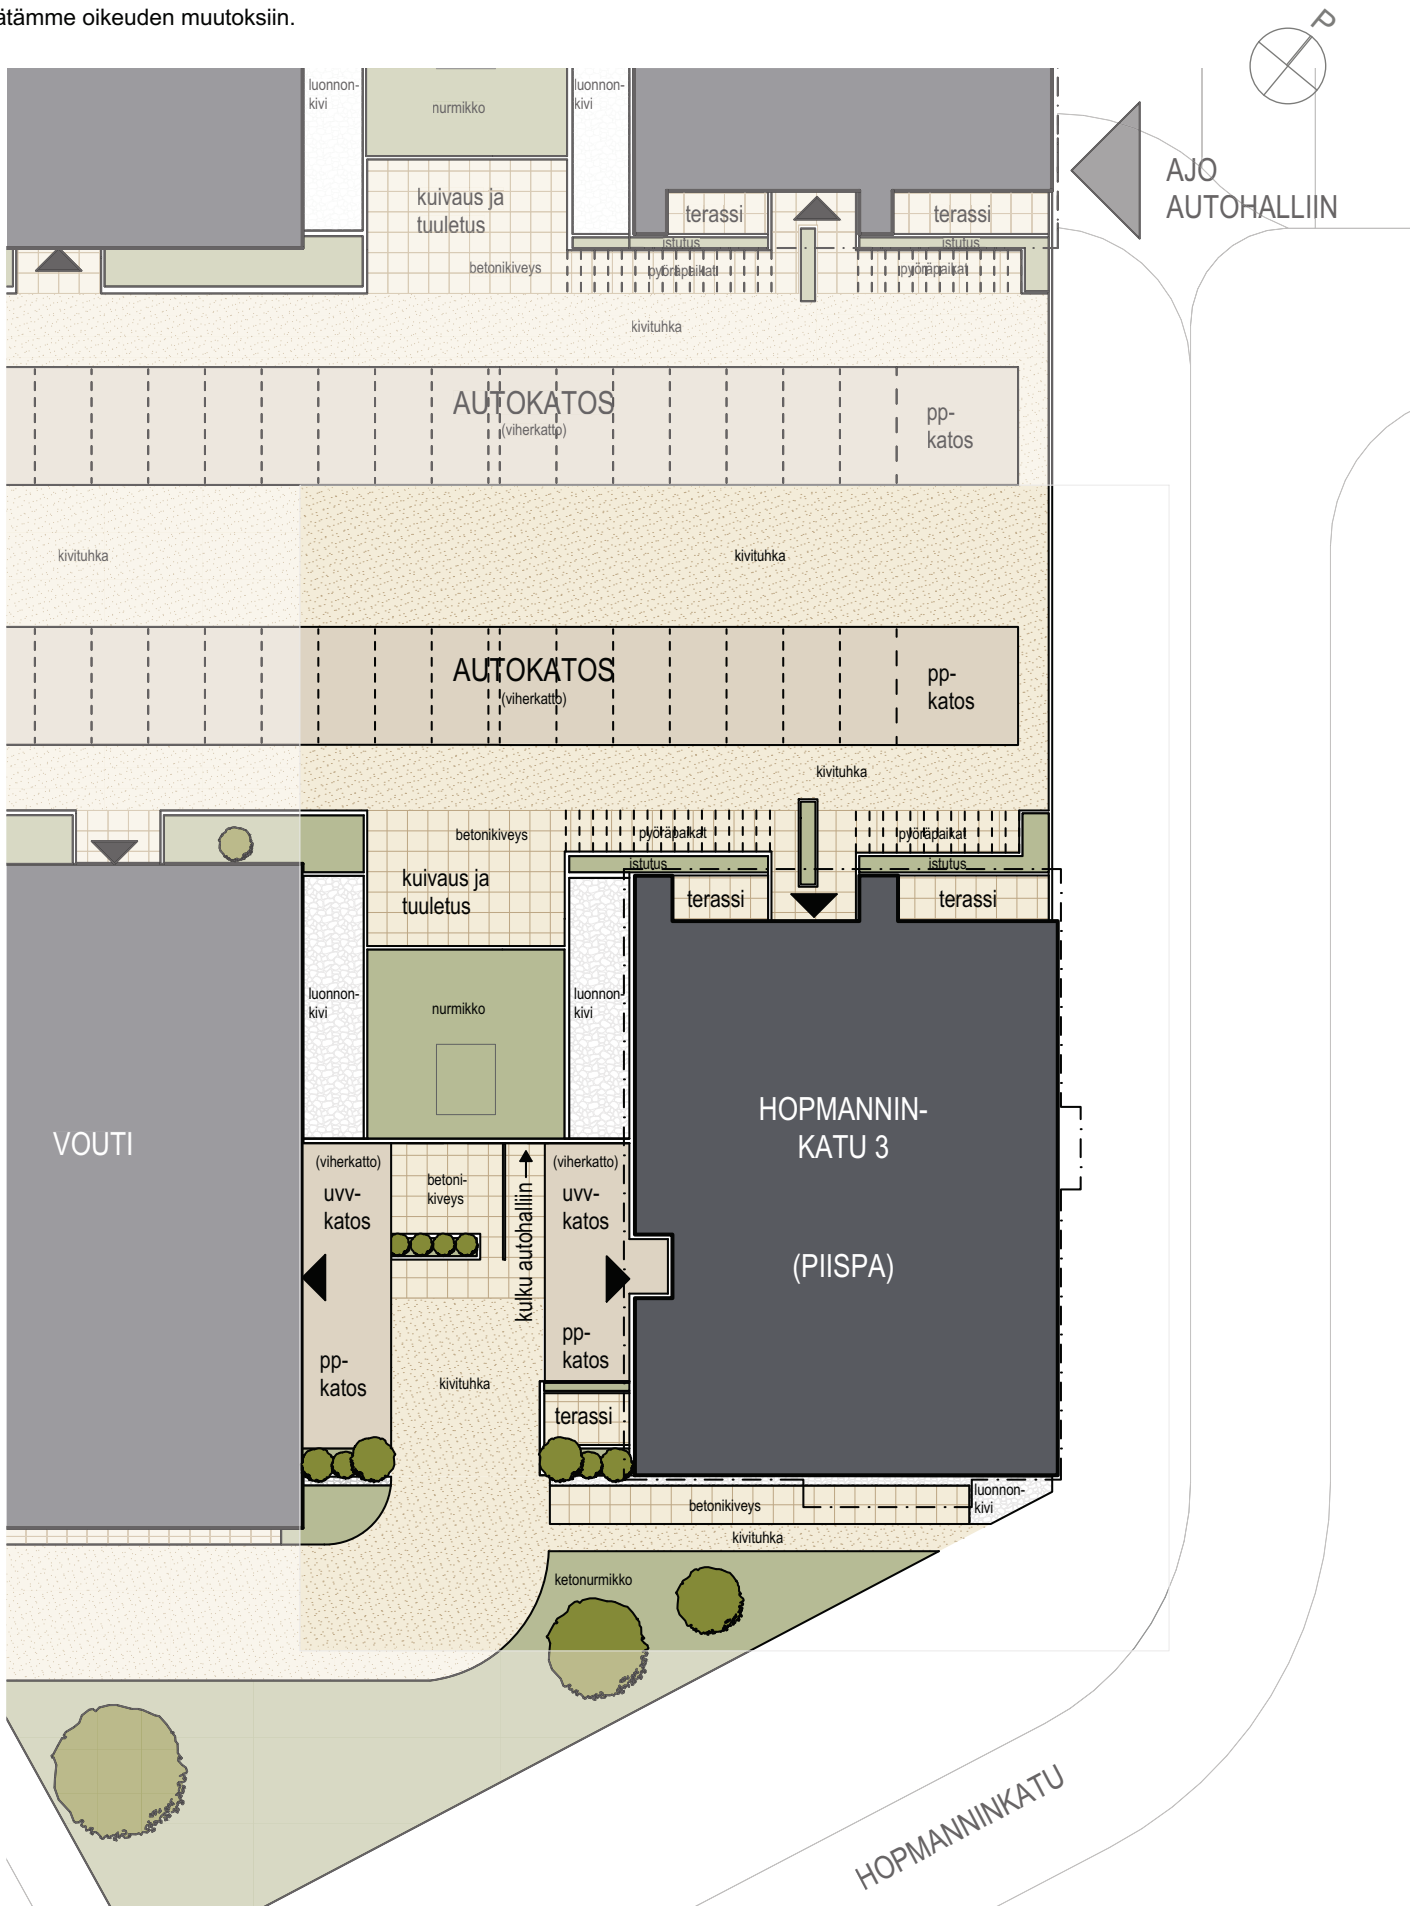 ätämme oikeuden muutoksiin.
P
luonnon-
kivi
nurmikko
luonnon-
kivi
AJO
AUTOHALLIIN
kuivaus ja
tuuletus
terassi
terassi
istutus
istutus
betonikiveys
pyöräpaikat
pyöräpaikat
kivituhka
AUTOKATOS
(viherkatto)
pp-
katos
kivituhka
kivituhka
AUTOKATOS
(viherkatto)
pp-
katos
kivituhka
betonikiveys
pyöräpaikat
pyöräpaikat
istutus
istutus
kuivaus ja
tuuletus
terassi
terassi
luonnon-
kivi
nurmikko
luonnon-
kivi
HOPMANNIN-
KATU 3
(PIISPA)
VOUTI
(viherkatto)
uvv-
katos
betoni-
kiveys
kulku autohalliin
(viherkatto)
uvv-
katos
pp-
katos
pp-
katos
kivituhka
terassi
betonikiveys
luonnon-
kivi
kivituhka
ketonurmikko
HOPMANNINKATU